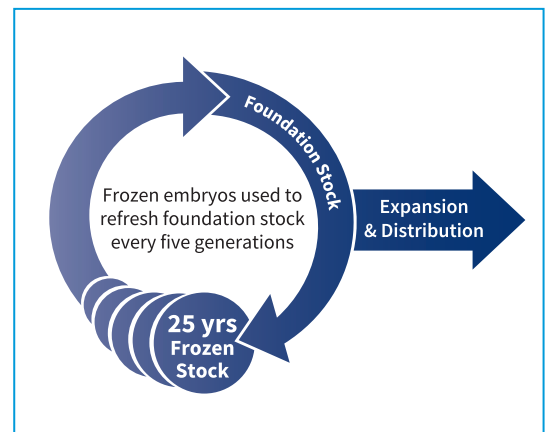 Foundation Stock
Frozen embryos used to
refresh foundation stock
every five generations
Expansion
& Distribution
25 yrs
Frozen
Stock